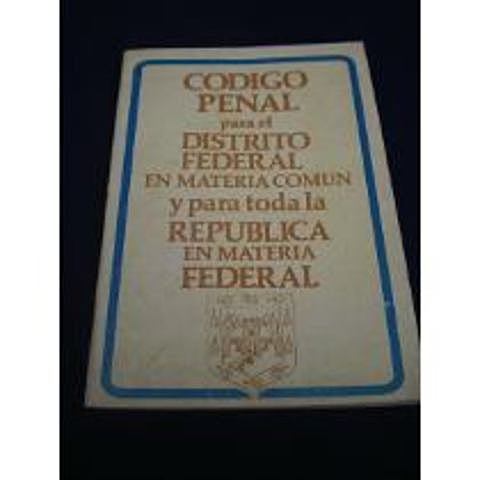 CODIGO
PENAL
para el
DISTRITO
FEDERAL
EN MATERIA COMUN
y para toda la
REPUBLICA
EN MATERIA
FEDERAL